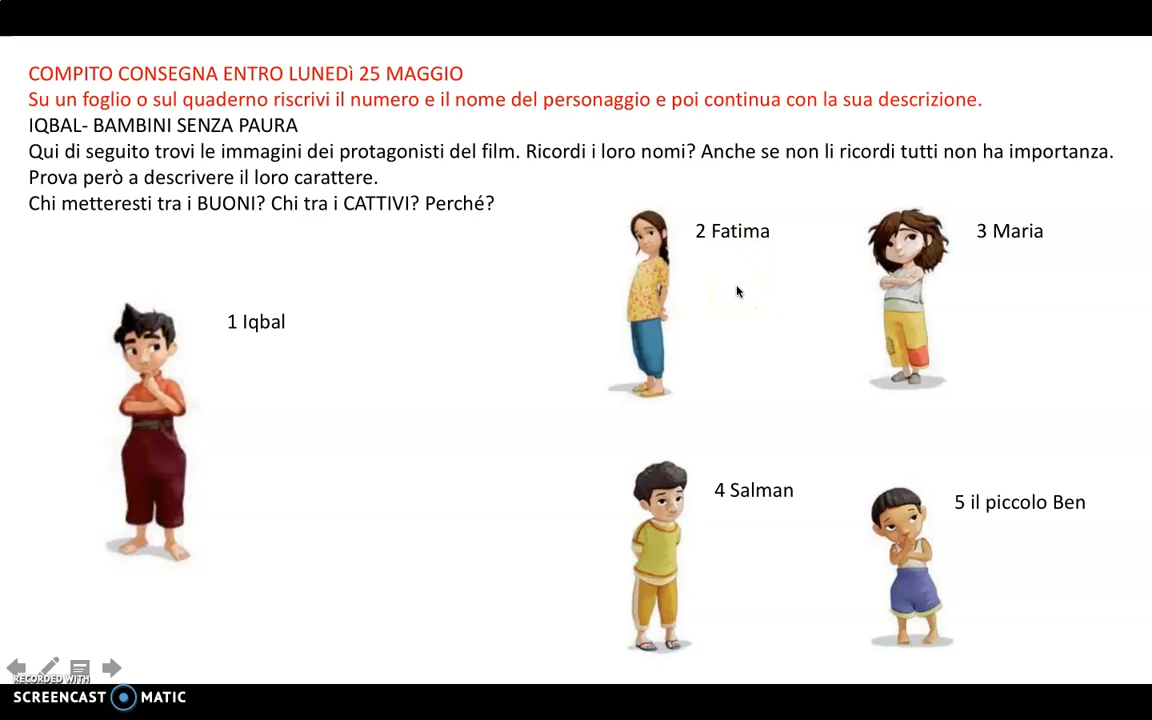 COMPITO CONSEGNA ENTRO LUNEDì 25 MAGGIO
Su un foglio o sul quaderno riscrivi il numero e il nome del personaggio e poi continua con la sua descrizione.
IQBAL- BAMBINI SENZA PAURA
Qui di seguito trovi le immagini dei protagonisti del film. Ricordi i loro nomi? Anche se non li ricordi tutti non ha importanza.
Prova però a descrivere il loro carattere.
Chi metteresti tra i BUONI? Chi tra i CATTIVI? Perché?
2 Fatima
3 Maria
1 Iqbal
4 Salman
5 il piccolo Ben
RECORDED WITH
SCREENCAST MATIC